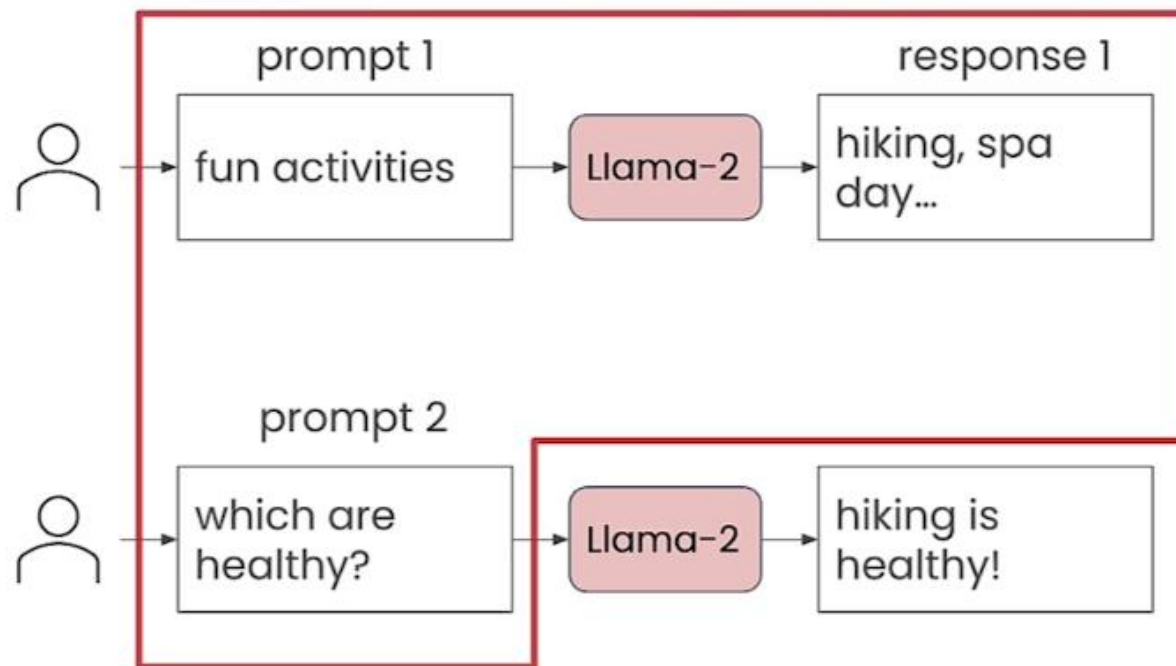 prompt 1
response 1
fun activities
Llama-2
hiking, spa
day...
prompt 2
which are
healthy?
Llama-2
hiking is
healthy!